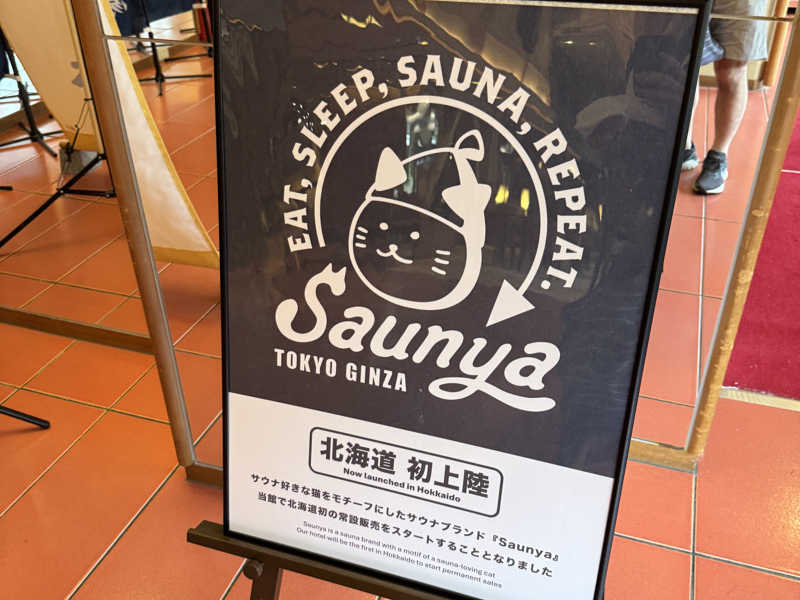 EAT, SLEEP, SAUNA, REPEAT.
Saunya
TOKYO GINZA
北海道 初上陸
Now launched in Hokkaido
サウナ好きな猫をモチーフにしたサウナブランド『Saunya』
当館で北海道初の常設販売をスタートすることとなりました
Saunya is a sauna brand with a motif of a sauna-loving cat
Our hotel will be the first in Hokkaido to start permanent sales